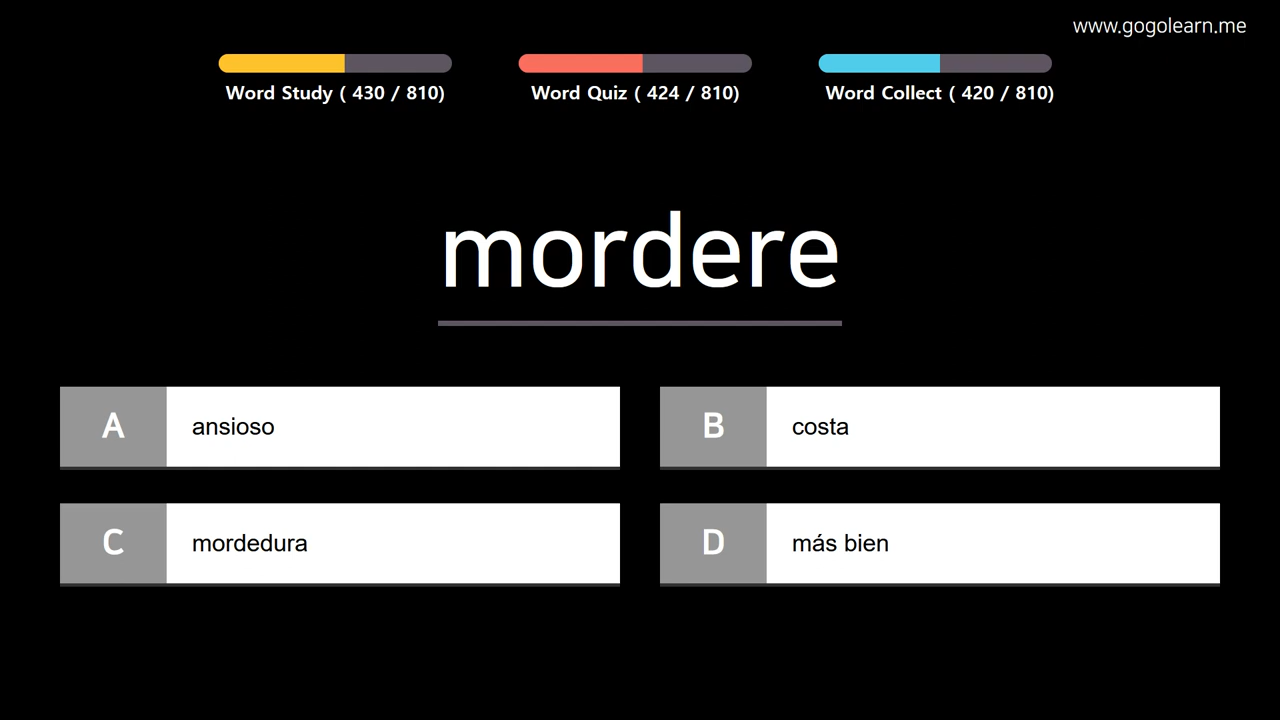 www.gogolearn.me
Word Study ( 430 / 810)
Word Quiz ( 424 / 810)
Word Collect ( 420 / 810)
mordere
A ansioso
B costa
C mordedura
D más bien